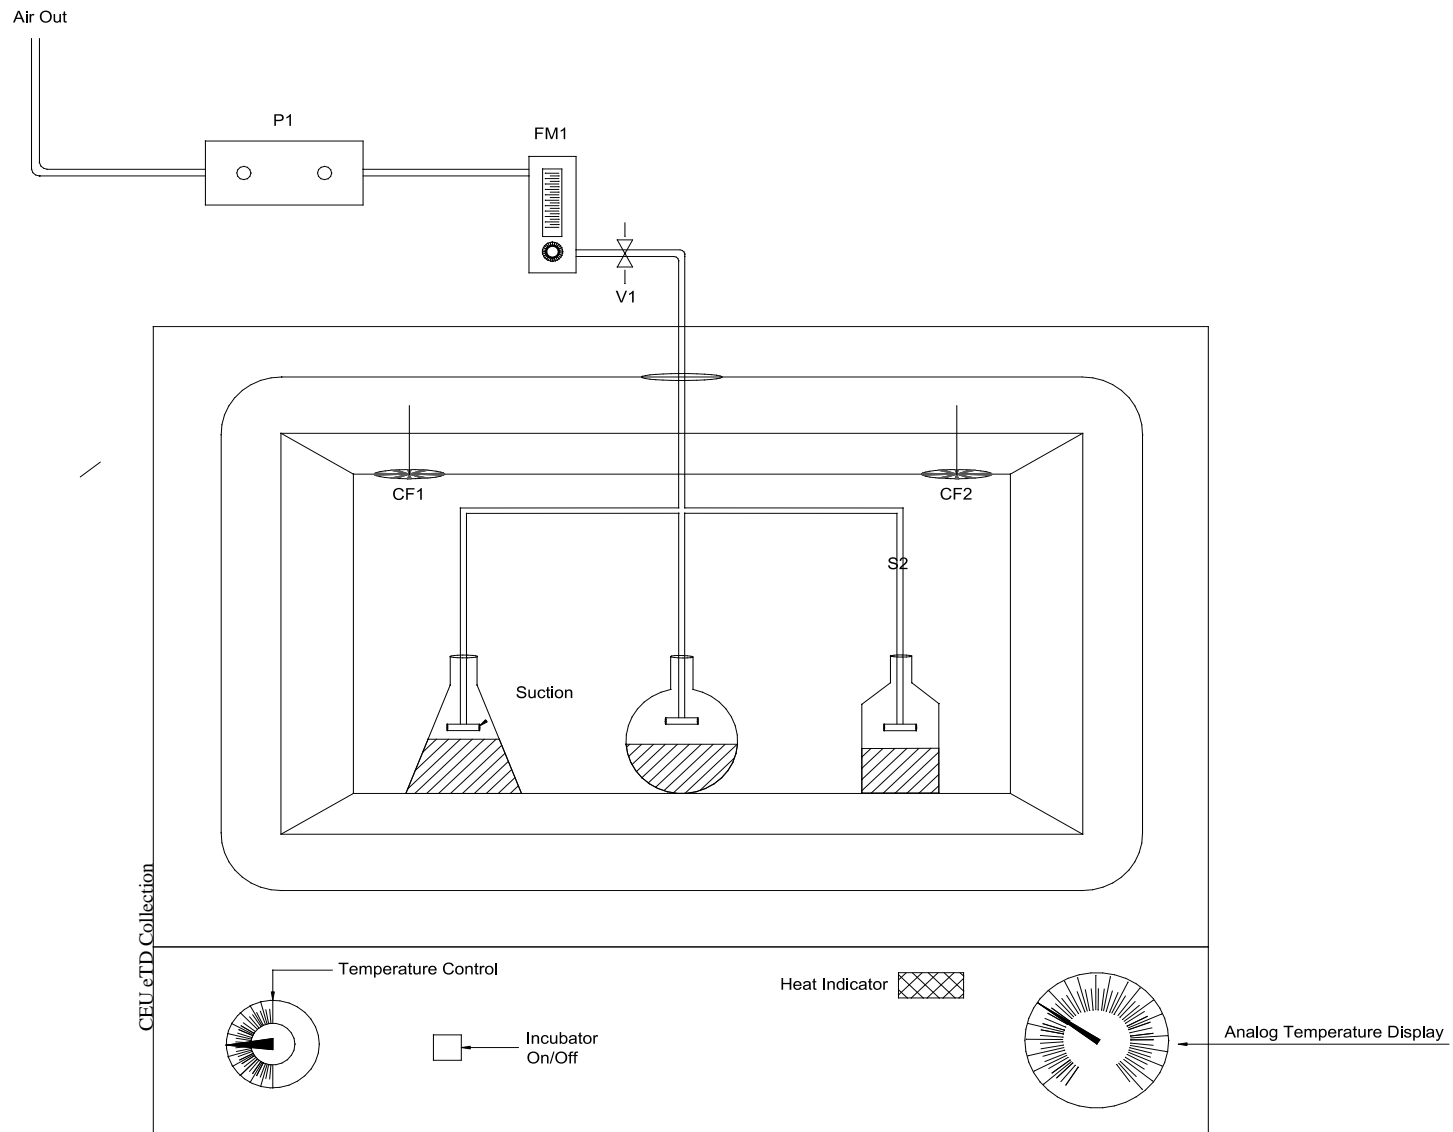 Air Out
P1
FM1
V1
CF1
CF2
S2
Suction
CEU eTD Collection
Temperature Control
Heat Indicator
Incubator
On/Off
Analog Temperature Display